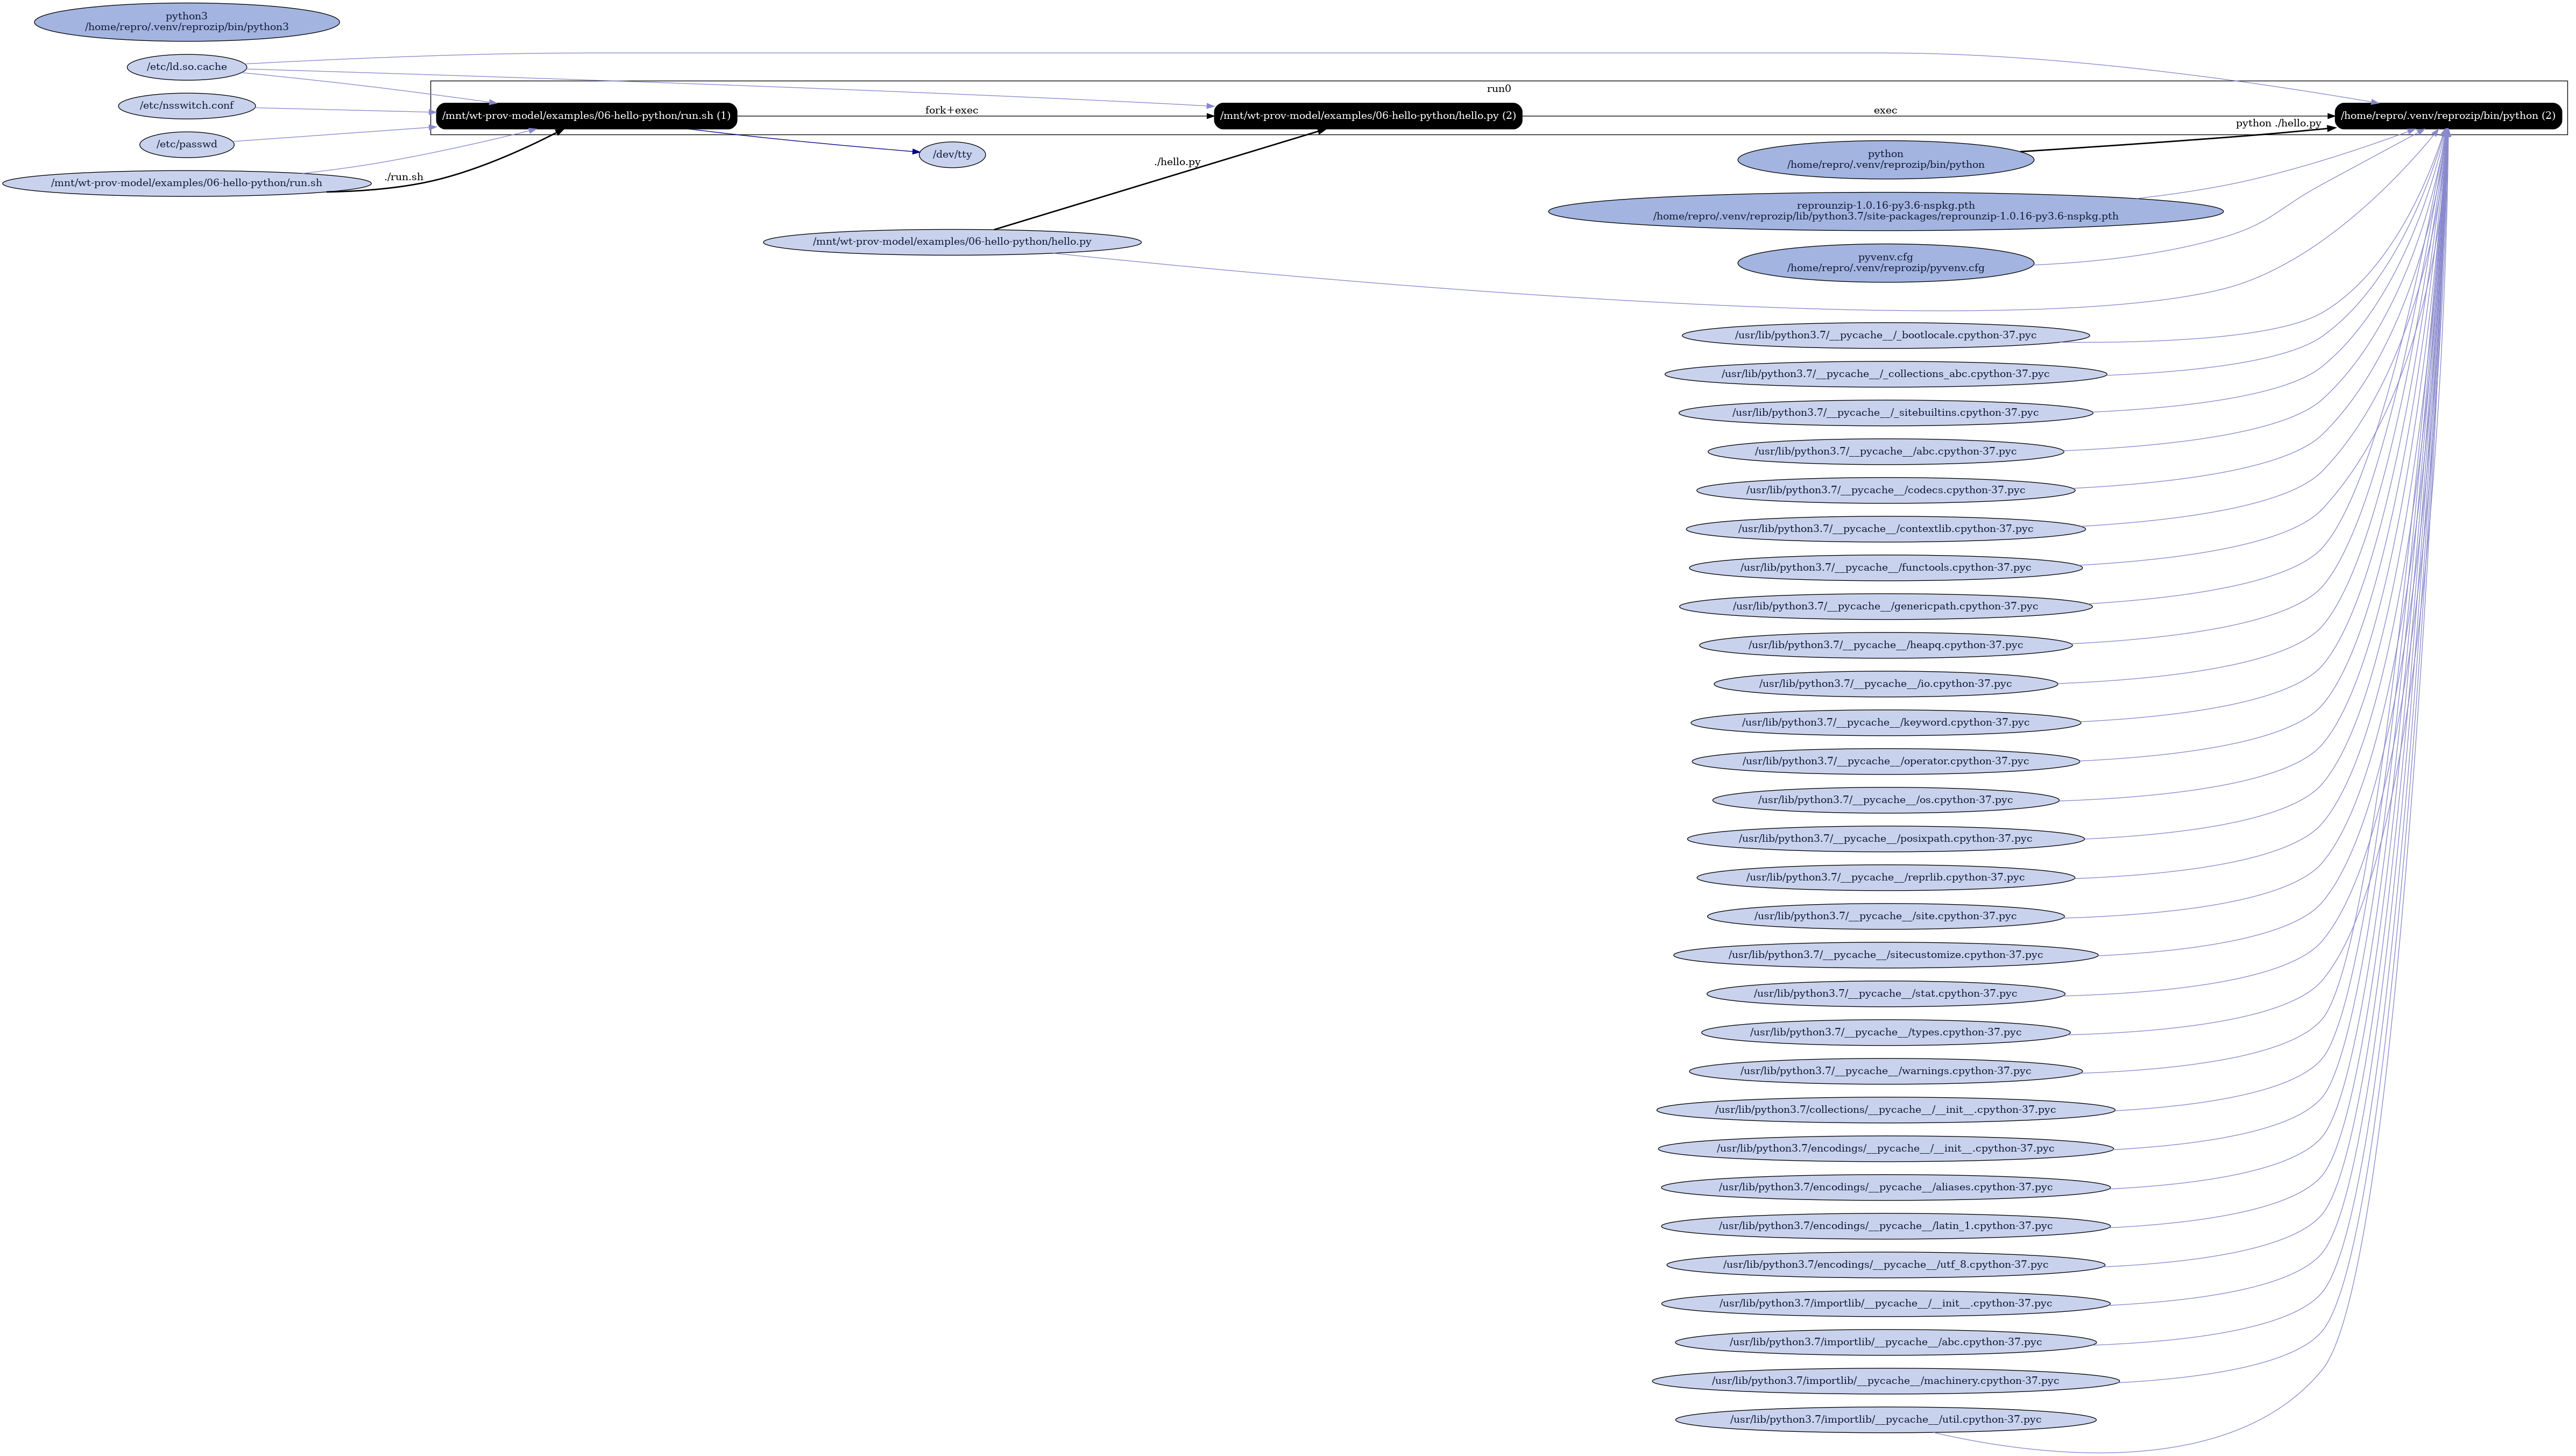 python3
/home/repro/.venv/reprozip/bin/python3
/etc/ld.so.cache
/etc/nsswitch.conf
/etc/passwd
/mnt/wt-prov-model/examples/06-hello-python/run.sh
./run.sh
run0
/mnt/wt-prov-model/examples/06-hello-python/run.sh (1)
fork+exec
/mnt/wt-prov-model/examples/06-hello-python/hello.py (2)
exec
/home/repro/.venv/reprozip/bin/python (2)
/dev/tty
./hello.py
/mnt/wt-prov-model/examples/06-hello-python/hello.py
python ./hello.py
python
/home/repro/.venv/reprozip/bin/python
reprounzip-1.0.16-py3.6-nspkg.pth
/home/repro/.venv/reprozip/lib/python3.7/site-packages/reprounzip-1.0.16-py3.6-nspkg.pth
pyvenv.cfg
/home/repro/.venv/reprozip/pyvenv.cfg
/usr/lib/python3.7/__pycache__/_bootlocale.cpython-37.pyc
/usr/lib/python3.7/__pycache__/_collections_abc.cpython-37.pyc
/usr/lib/python3.7/__pycache__/_sitebuiltins.cpython-37.pyc
/usr/lib/python3.7/__pycache__/abc.cpython-37.pyc
/usr/lib/python3.7/__pycache__/codecs.cpython-37.pyc
/usr/lib/python3.7/__pycache__/contextlib.cpython-37.pyc
/usr/lib/python3.7/__pycache__/functools.cpython-37.pyc
/usr/lib/python3.7/__pycache__/genericpath.cpython-37.pyc
/usr/lib/python3.7/__pycache__/heapq.cpython-37.pyc
/usr/lib/python3.7/__pycache__/io.cpython-37.pyc
/usr/lib/python3.7/__pycache__/keyword.cpython-37.pyc
/usr/lib/python3.7/__pycache__/operator.cpython-37.pyc
/usr/lib/python3.7/__pycache__/os.cpython-37.pyc
/usr/lib/python3.7/__pycache__/posixpath.cpython-37.pyc
/usr/lib/python3.7/__pycache__/reprlib.cpython-37.pyc
/usr/lib/python3.7/__pycache__/site.cpython-37.pyc
/usr/lib/python3.7/__pycache__/sitecustomize.cpython-37.pyc
/usr/lib/python3.7/__pycache__/stat.cpython-37.pyc
/usr/lib/python3.7/__pycache__/types.cpython-37.pyc
/usr/lib/python3.7/__pycache__/warnings.cpython-37.pyc
/usr/lib/python3.7/collections/__pycache__/__init__.cpython-37.pyc
/usr/lib/python3.7/encodings/__pycache__/__init__.cpython-37.pyc
/usr/lib/python3.7/encodings/__pycache__/aliases.cpython-37.pyc
/usr/lib/python3.7/encodings/__pycache__/latin_1.cpython-37.pyc
/usr/lib/python3.7/encodings/__pycache__/utf_8.cpython-37.pyc
/usr/lib/python3.7/importlib/__pycache__/__init__.cpython-37.pyc
/usr/lib/python3.7/importlib/__pycache__/abc.cpython-37.pyc
/usr/lib/python3.7/importlib/__pycache__/machinery.cpython-37.pyc
/usr/lib/python3.7/importlib/__pycache__/util.cpython-37.pyc